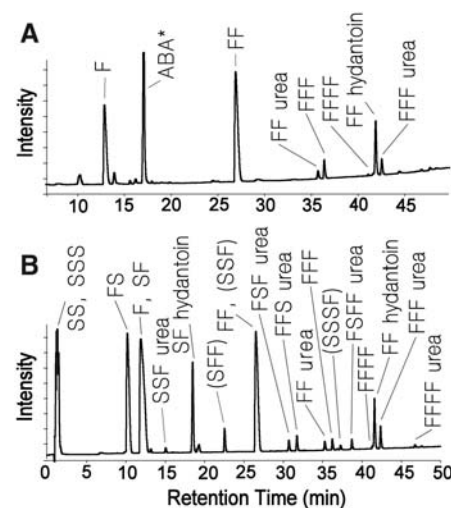 A
Intensity
F
ABA*
FF
FF urea
FFF
FFFF
FF hydantoin
FFF urea
10 15 20 25 30 35 40 45
B
Intensity
SS, SSS
FS
F, SF
SSF urea
SF hydantoin
(SFF)
FF, (SSF)
FSF urea
FFS urea
FF urea
FFF
(SSSF)
FSFF urea
FFFF
FF hydantoin
FFF urea
FFFF urea
0 5 10 15 20 25 30 35 40 45 50
Retention Time (min)